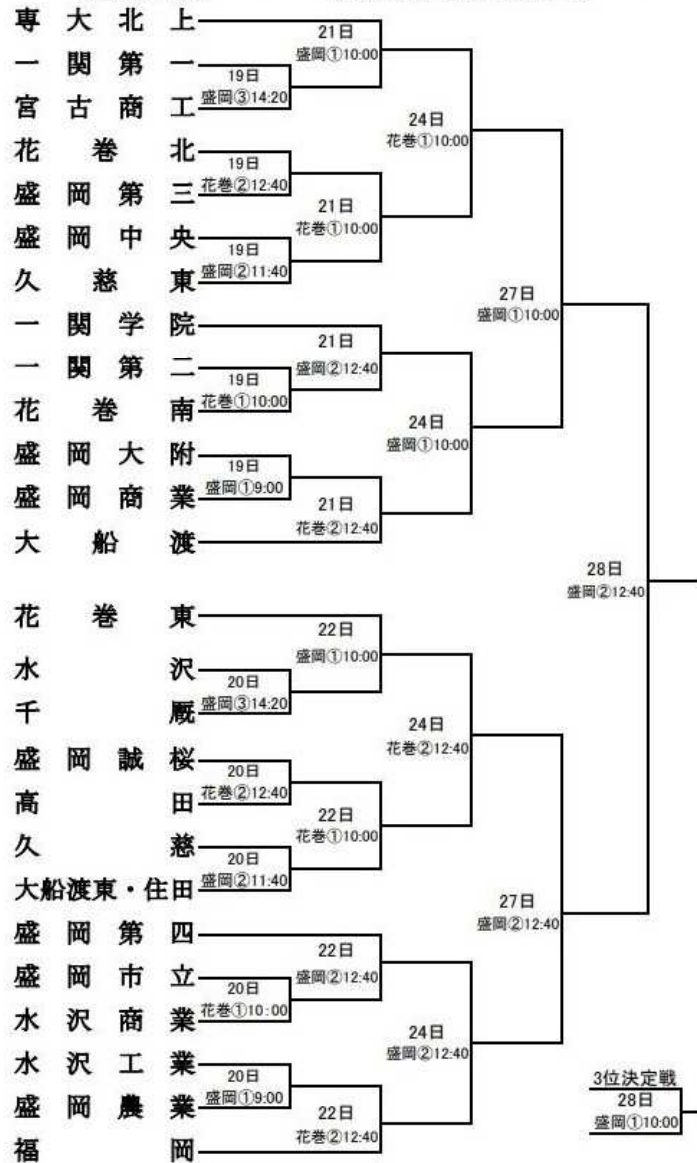 専大北上
21日
盛岡①10:00
一関第一
19日
盛岡③14:20
宮古商工
24日
花巻①10:00
花巻北
19日
花巻②12:40
盛岡第三
21日
花巻①10:00
盛岡中央
19日
盛岡②11:40
久慈東
27日
盛岡①10:00
一関学院
21日
盛岡②12:40
一関第二
19日
花巻①10:00
花巻南
24日
盛岡①10:00
盛岡大附
19日
盛岡①9:00
盛岡商業
21日
花巻②12:40
大船渡
28日
盛岡②12:40
花巻東
22日
盛岡①10:00
水沢
20日
盛岡③14:20
千厩
24日
花巻②12:40
盛岡誠桜
20日
花巻②12:40
高田
22日
花巻①10:00
久慈
20日
盛岡②11:40
大船渡東・住田
27日
盛岡②12:40
盛岡第四
22日
盛岡②12:40
盛岡市立
20日
花巻①10:00
水沢商業
24日
盛岡②12:40
水沢工業
20日
盛岡①9:00
盛岡農業
22日
花巻②12:40
福岡
3位決定戦
28日
盛岡①10:00